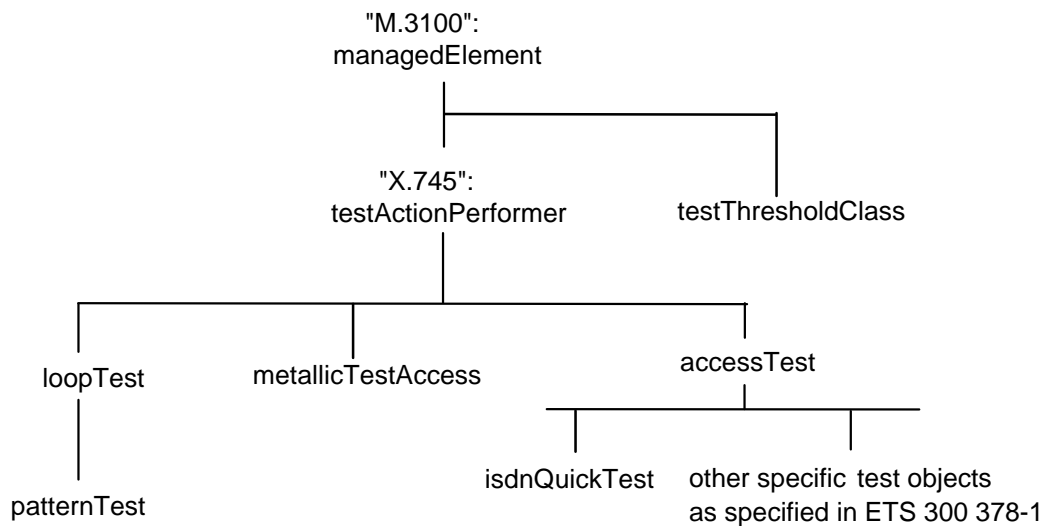 "M.3100":
managedElement
"X.745":
testActionPerformer
testThresholdClass
loopTest
metallicTestAccess
accessTest
patternTest
isdnQuickTest
other specific test objects
as specified in ETS 300 378-1